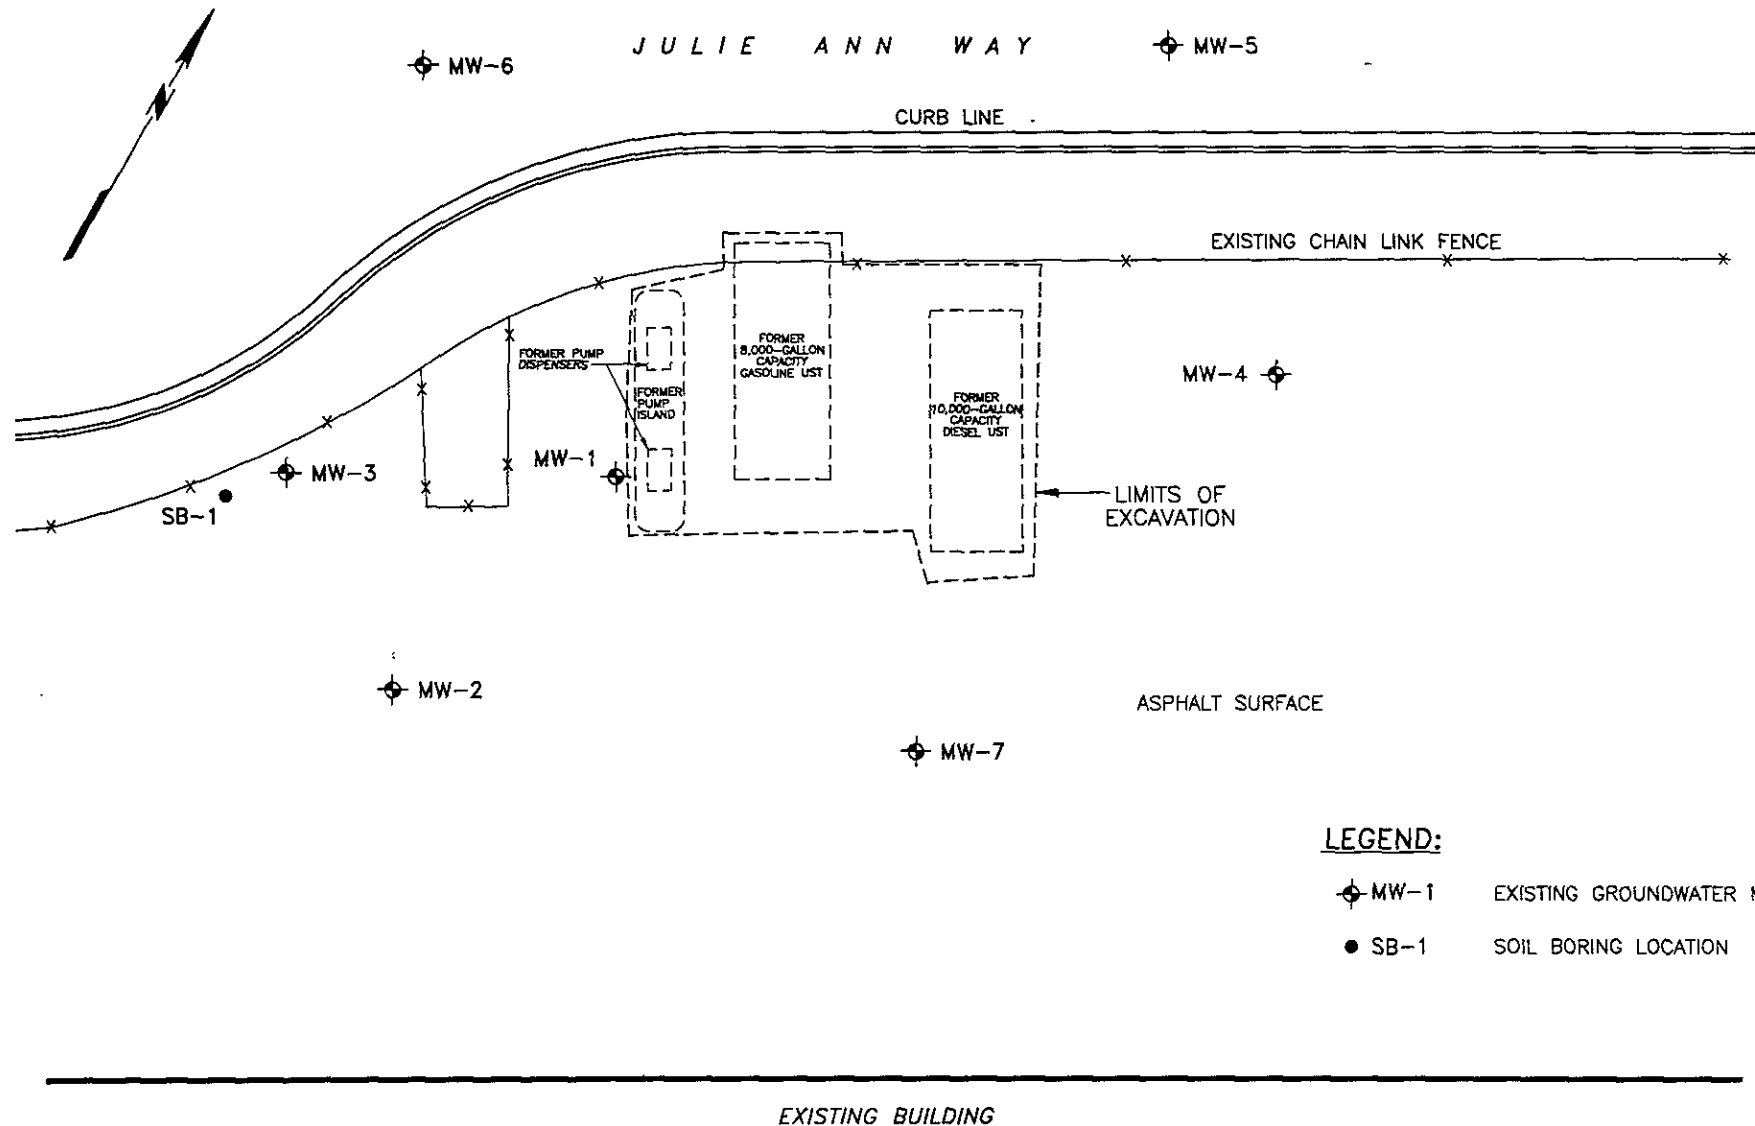 JULIE ANN WAY
MW-5
MW-6
CURB LINE
N
EXISTING CHAIN LINK FENCE
FORMER PUMP
DISPENSERS
FORMER
8,000-GALLON
CAPACITY
GASOLINE UST
FORMER
PUMP
ISLAND
FORMER
10,000-GALLON
CAPACITY
DIESEL UST
MW-4
MW-1
MW-3
SB-1
LIMITS OF
EXCAVATION
MW-2
ASPHALT SURFACE
MW-7
LEGEND:
MW-1 EXISTING GROUNDWATER
SB-1 SOIL BORING LOCATION
EXISTING BUILDING